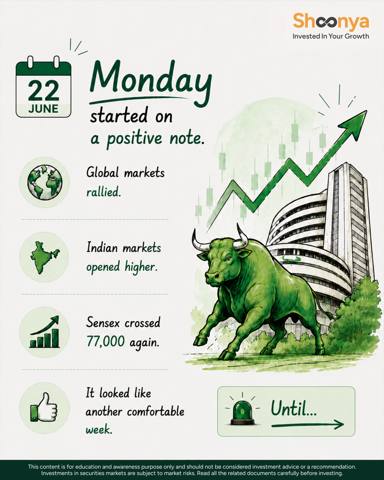 Shoonya
Invested In Your Growth
22
JUNE
Monday
started on
a positive note.
Global markets
rallied.
Indian markets
opened higher.
Sensex crossed
77,000 again.
It looked like
another comfortable
week.
Until...
This content is for education and awareness purpose only and should not be considered investment advice or a recommendation.
Investments in securities markets are subject to market risks. Read all the related documents carefully before investing.